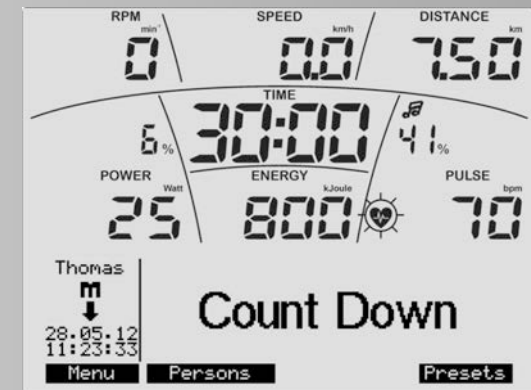 RPM SPEED DISTANCE
min⁻¹ km/h km
0 0.0 7.50
TIME
6% 30:00 41%
POWER ENERGY PULSE
Watt kJoule bpm
25 800 70
Thomas
m
28.05.12
11:23:33
Count Down
Menu Persons Presets